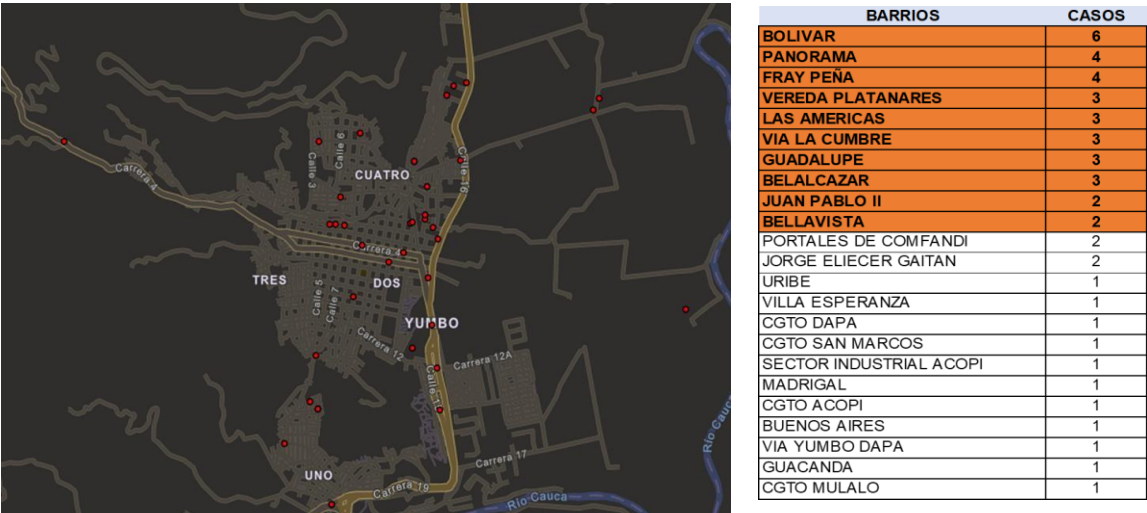 Carrera 4
Calle 3
Calle 6
CUATRO
Calle 16
Carrera 4
TRES
DOS
Calle 5
Calle 7
YUMBO
Carrera 12
Carrera 12A
Calle 1
Río Cauca
Carrera 17
UNO
Carrera 19
Río Cauca
BARRIOS CASOS
BOLIVAR 6
PANORAMA 4
FRAY PEÑA 4
VEREDA PLATANARES 3
LAS AMERICAS 3
VIA LA CUMBRE 3
GUADALUPE 3
BELALCAZAR 3
JUAN PABLO II 2
BELLAVISTA 2
PORTALES DE COMFANDI 2
JORGE ELIECER GAITAN 2
URIBE 1
VILLA ESPERANZA 1
CGTO DAPA 1
CGTO SAN MARCOS 1
SECTOR INDUSTRIAL ACOPI 1
MADRIGAL 1
CGTO ACOPI 1
BUENOS AIRES 1
VIA YUMBO DAPA 1
GUACANDA 1
CGTO MULALO 1